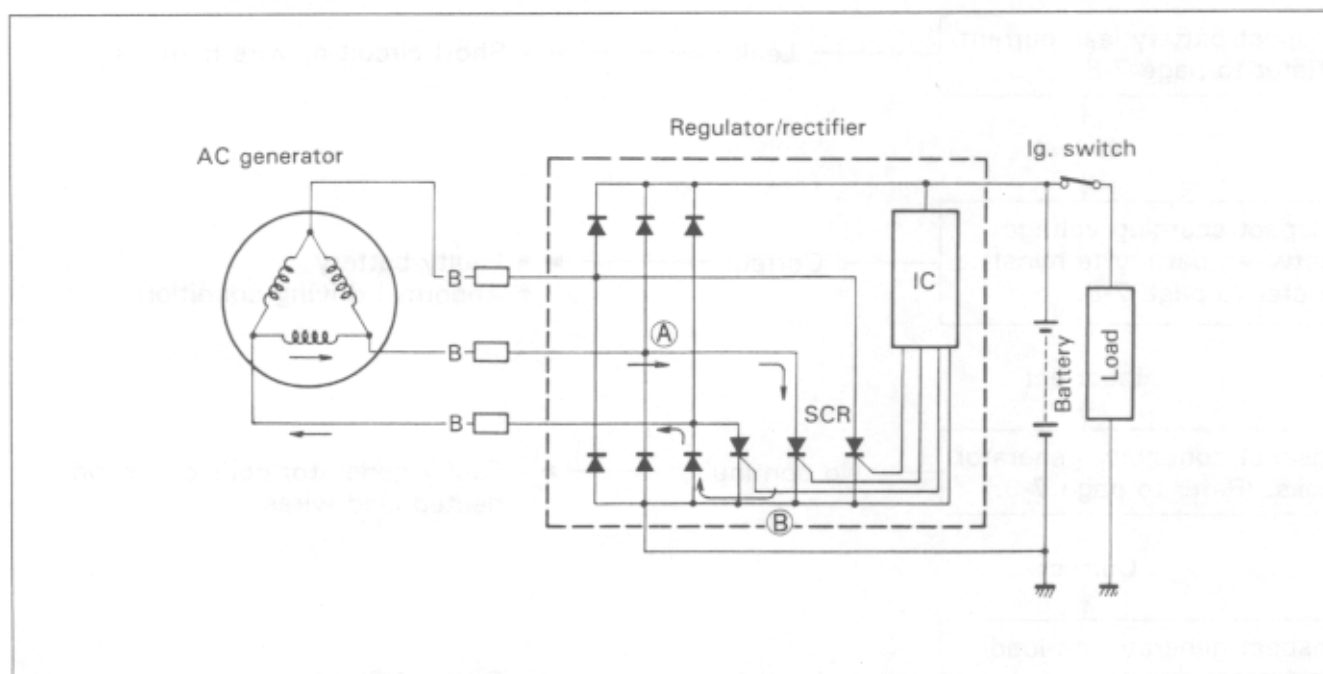 Regulator/rectifier
AC generator
Ig. switch
IC
B
A
B
SCR
B
B
Battery
Load